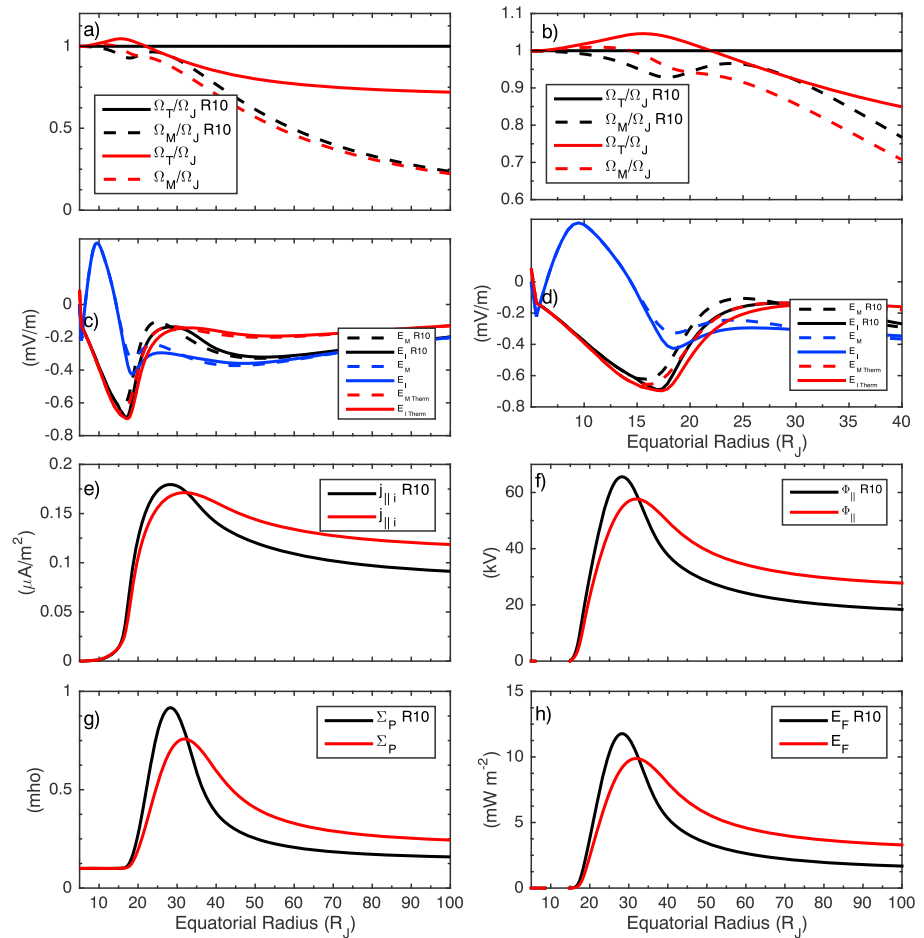 a)
1
0.5
0
Ω_T/Ω_J R10
Ω_M/Ω_J R10
Ω_T/Ω_J
Ω_M/Ω_J
b)
1.1
1
0.9
0.8
0.7
0.6
Ω_T/Ω_J R10
Ω_M/Ω_J R10
Ω_T/Ω_J
Ω_M/Ω_J
c)
(mV/m)
0
-0.2
-0.4
-0.6
-0.8
E_M R10
E_I R10
E_M
E_I
E_M Therm
E_I Therm
d)
(mV/m)
0
-0.2
-0.4
-0.6
-0.8
E_M R10
E_I R10
E_M
E_I
E_M Therm
E_I Therm
5 10 15 20 25 30 35 40
Equatorial Radius (R_J)
e)
(μA/m²)
0.2
0.15
0.1
0.05
0
j_|| i R10
j_|| i
f)
(kV)
60
40
20
0
Φ_|| R10
Φ_||
g)
(mho)
1
0.5
0
Σ_P R10
Σ_P
10 20 30 40 50 60 70 80 90 100
Equatorial Radius (R_J)
h)
(mW m⁻²)
15
10
5
0
E_F R10
E_F
10 20 30 40 50 60 70 80 90 100
Equatorial Radius (R_J)